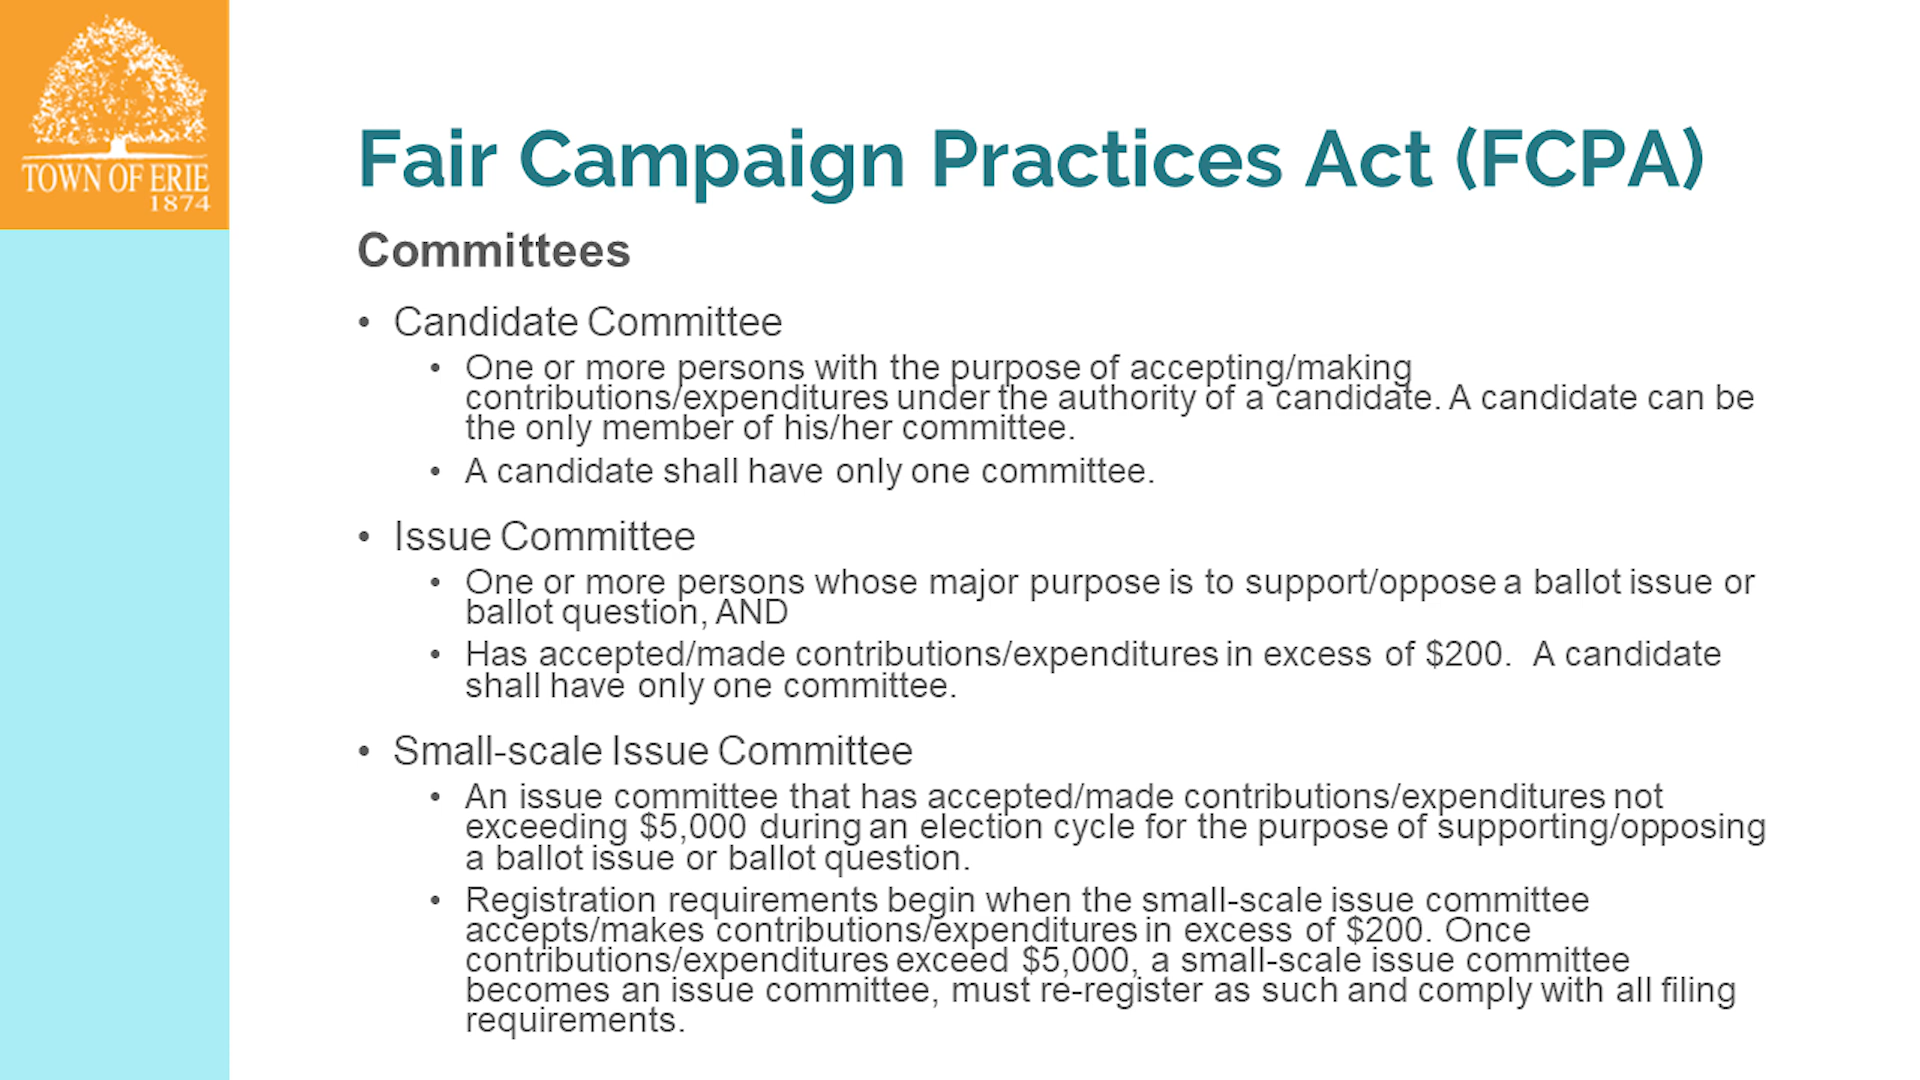 TOWN OF ERIE
1874
Fair Campaign Practices Act (FCPA)
Committees
• Candidate Committee
• One or more persons with the purpose of accepting/making
contributions/expenditures under the authority of a candidate. A candidate can be
the only member of his/her committee.
• A candidate shall have only one committee.
• Issue Committee
• One or more persons whose major purpose is to support/oppose a ballot issue or
ballot question, AND
• Has accepted/made contributions/expenditures in excess of $200. A candidate
shall have only one committee.
• Small-scale Issue Committee
• An issue committee that has accepted/made contributions/expenditures not
exceeding $5,000 during an election cycle for the purpose of supporting/opposing
a ballot issue or ballot question.
• Registration requirements begin when the small-scale issue committee
accepts/makes contributions/expenditures in excess of $200. Once
contributions/expenditures exceed $5,000, a small-scale issue committee
becomes an issue committee, must re-register as such and comply with all filing
requirements.